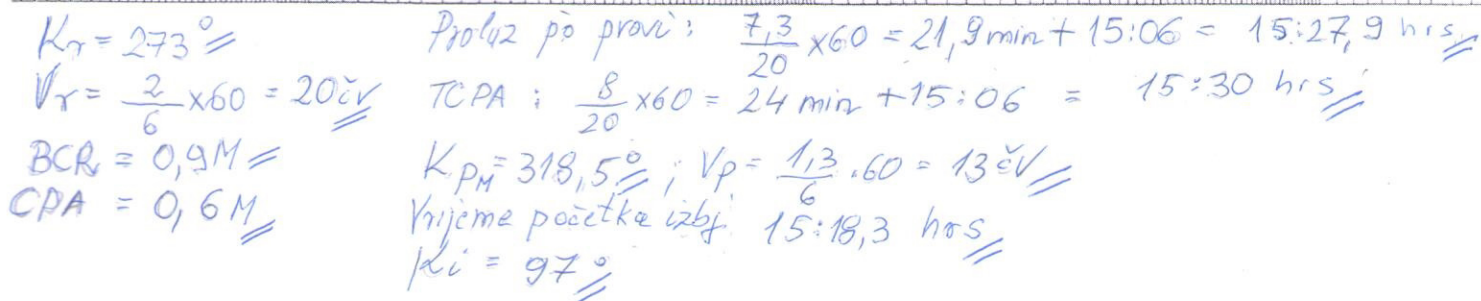 Kr = 273°
Vr = 2/6 x60 = 20 čv
BCR = 0,9M
CPA = 0,6M
Prolaz po provi: 7,3/20 x60 = 21,9 min + 15:06 = 15:27,9 hrs
TCPA : 8/20 x60 = 24 min + 15:06 = 15:30 hrs
KPM = 318,5° ; Vp = 1,3/6 .60 = 13 čv
Vrijeme početka izbj. 15:18,3 hrs
Ki = 97°